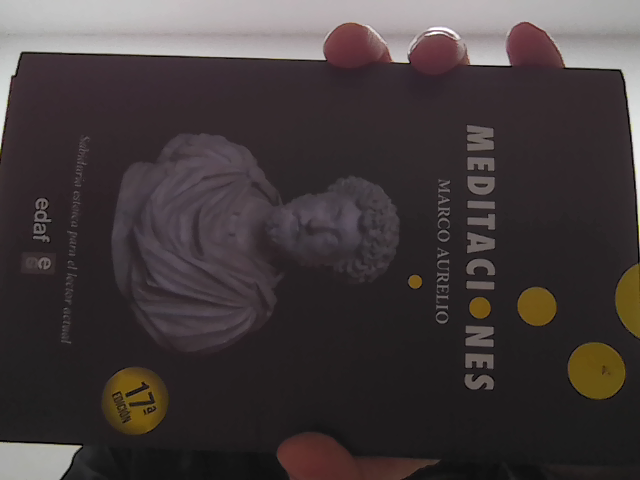 MEDITACIONES
MARCO AURELIO
Sabiduría estoica para el lector actual
17ª
EDICIÓN
edaf
e